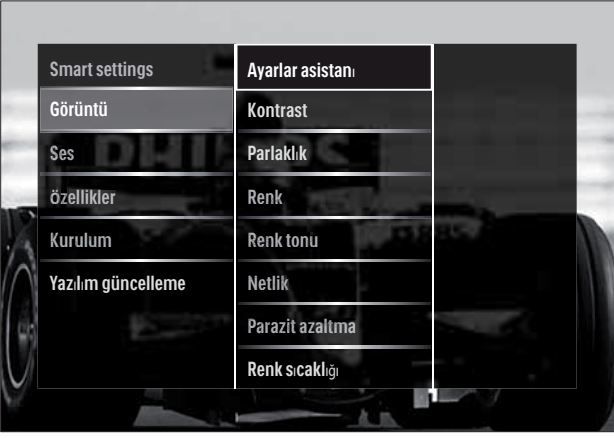 Smart settings
Görüntü
Ses
Özellikler
Kurulum
Yazılım güncelleme
Ayarlar asistanı
Kontrast
Parlaklık
Renk
Renk tonu
Netlik
Parazit azaltma
Renk sıcaklığı